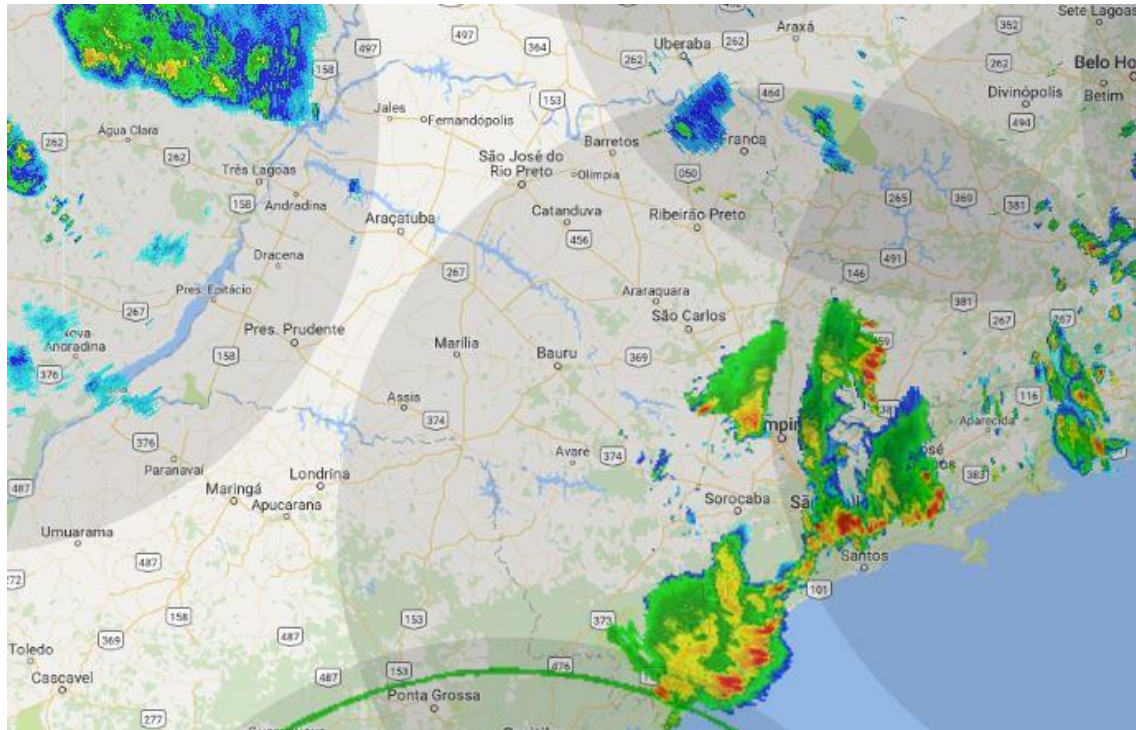 452
352
Sete Lagoas
Araxá
497
497
364
Uberaba
262
262
262
Belo Ho
158
Divinópolis
Betim
153
464
Jales
Fernandópolis
494
Água Clara
262
Barretos
Franca
262
São José do
Rio Preto
Olímpia
050
Três Lagoas
158
Andradina
265
369
381
Araçatuba
Catanduva
Ribeirão Preto
456
Dracena
491
267
146
Pres. Epitácio
Araraquara
267
381
São Carlos
267
267
Nova
Andradina
Pres. Prudente
Marília
Bauru
369
459
158
376
116
Assis
374
Aparecida
376
Avaré
374
Paranavaí
383
Londrina
487
Maringá
Sorocaba
Apucarana
Umuarama
Santos
487
101
153
373
158
369
487
Toledo
476
Cascavel
487
153
Ponta Grossa
277